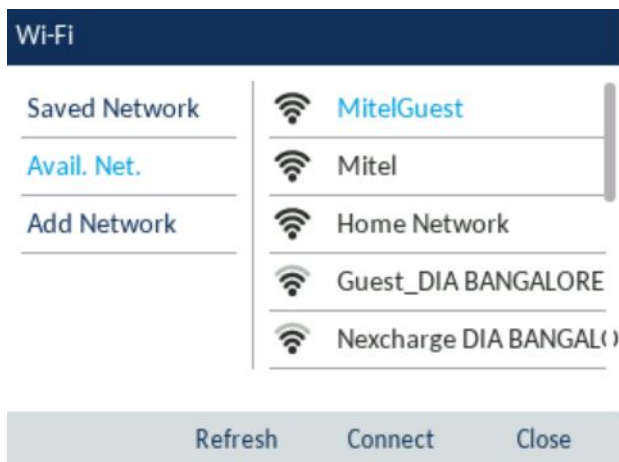 Wi-Fi
Saved Network
Avail. Net.
Add Network
MitelGuest
Mitel
Home Network
Guest_DIA BANGALORE
Nexcharge DIA BANGALO
Refresh Connect Close